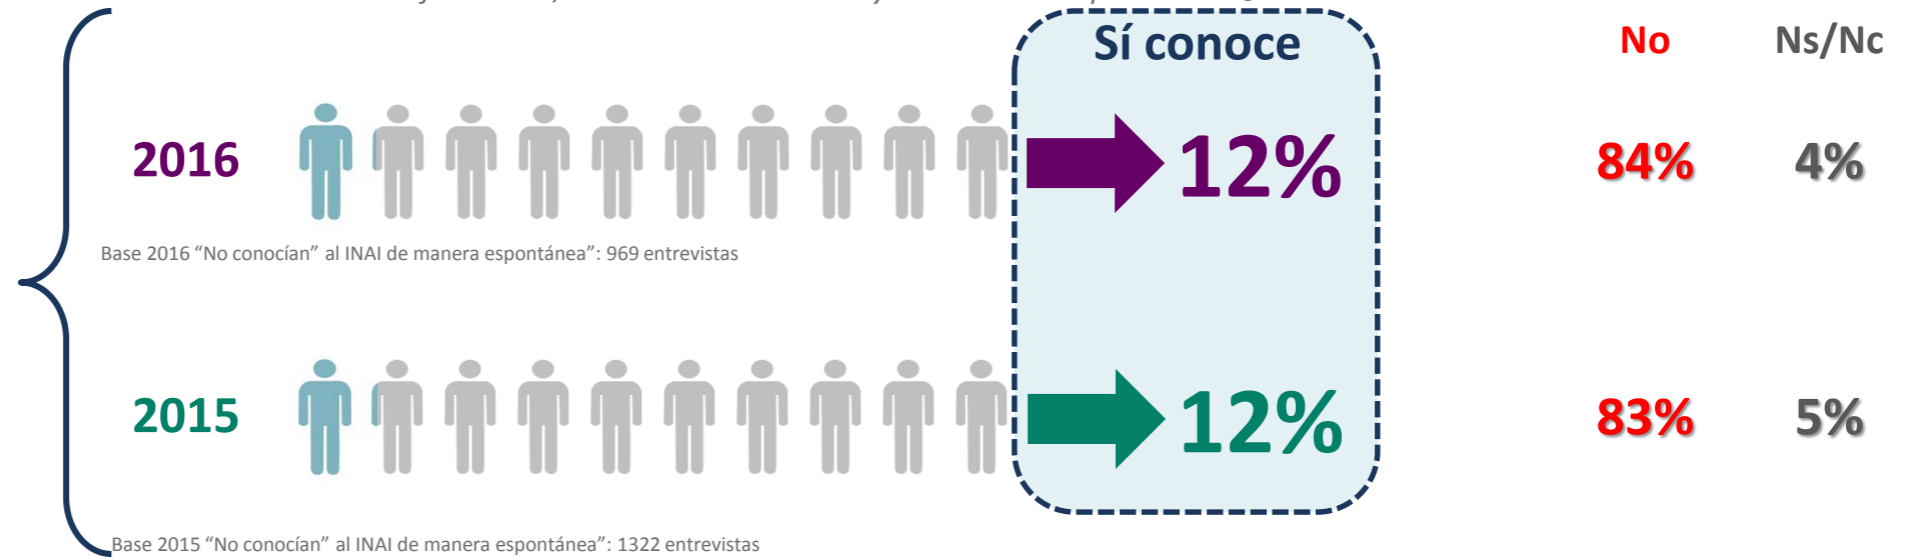 Sí conoce No Ns/Nc
2016 12% 84% 4%
Base 2016 “No conocían” al INAI de manera espontánea”: 969 entrevistas
2015 12% 83% 5%
Base 2015 “No conocían” al INAI de manera espontánea”: 1322 entrevistas